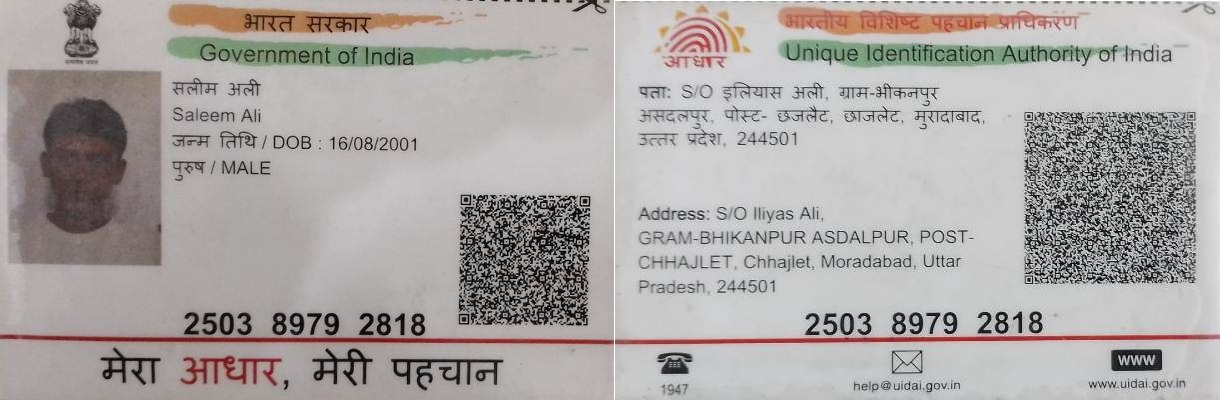 भारत सरकार
Government of India
सलीम अली
Saleem Ali
जन्म तिथि / DOB : 16/08/2001
पुरुष / MALE
2503 8979 2818
मेरा आधार, मेरी पहचान
भारतीय विशिष्ट पहचान प्राधिकरण
Unique Identification Authority of India
आधार
पता: S/O इलियास अली, ग्राम-भीकनपुर
असदलपुर, पोस्ट- छजलैट, छाजलेट, मुरादाबाद,
उत्तर प्रदेश, 244501
Address: S/O Iliyas Ali,
GRAM-BHIKANPUR ASDALPUR, POST-
CHHAJLET, Chhajlet, Moradabad, Uttar
Pradesh, 244501
2503 8979 2818
1947
help@uidai.gov.in
www
www.uidai.gov.in